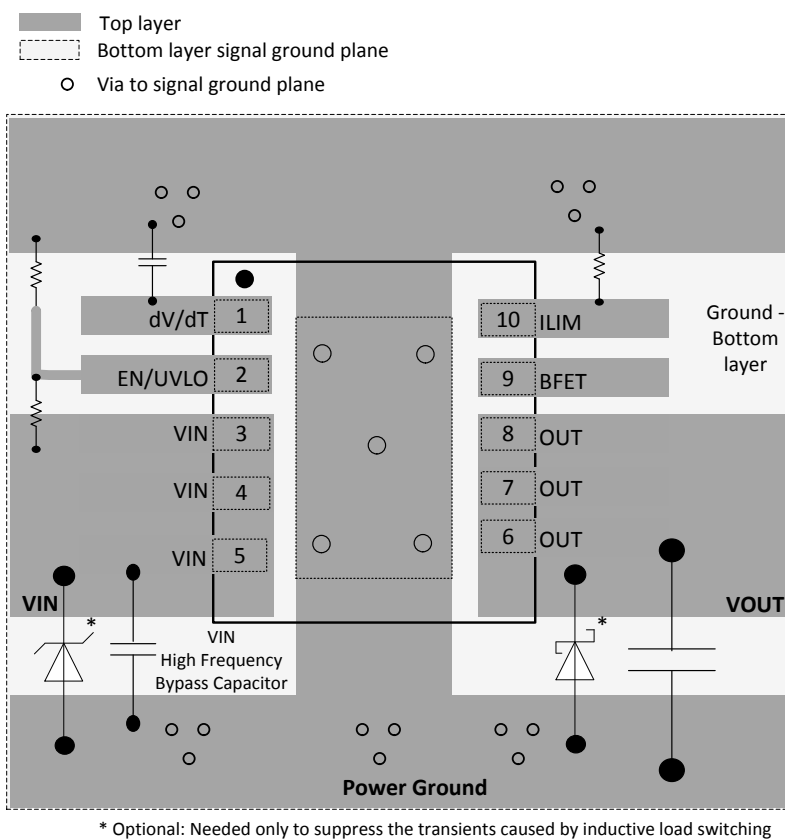 Top layer
Bottom layer signal ground plane
Via to signal ground plane
dV/dT 1
10 ILIM
Ground -
Bottom
layer
EN/UVLO 2
9 BFET
VIN 3
8 OUT
VIN 4
7 OUT
VIN 5
6 OUT
VIN
*
VIN
High Frequency
Bypass Capacitor
*
VOUT
Power Ground
* Optional: Needed only to suppress the transients caused by inductive load switching